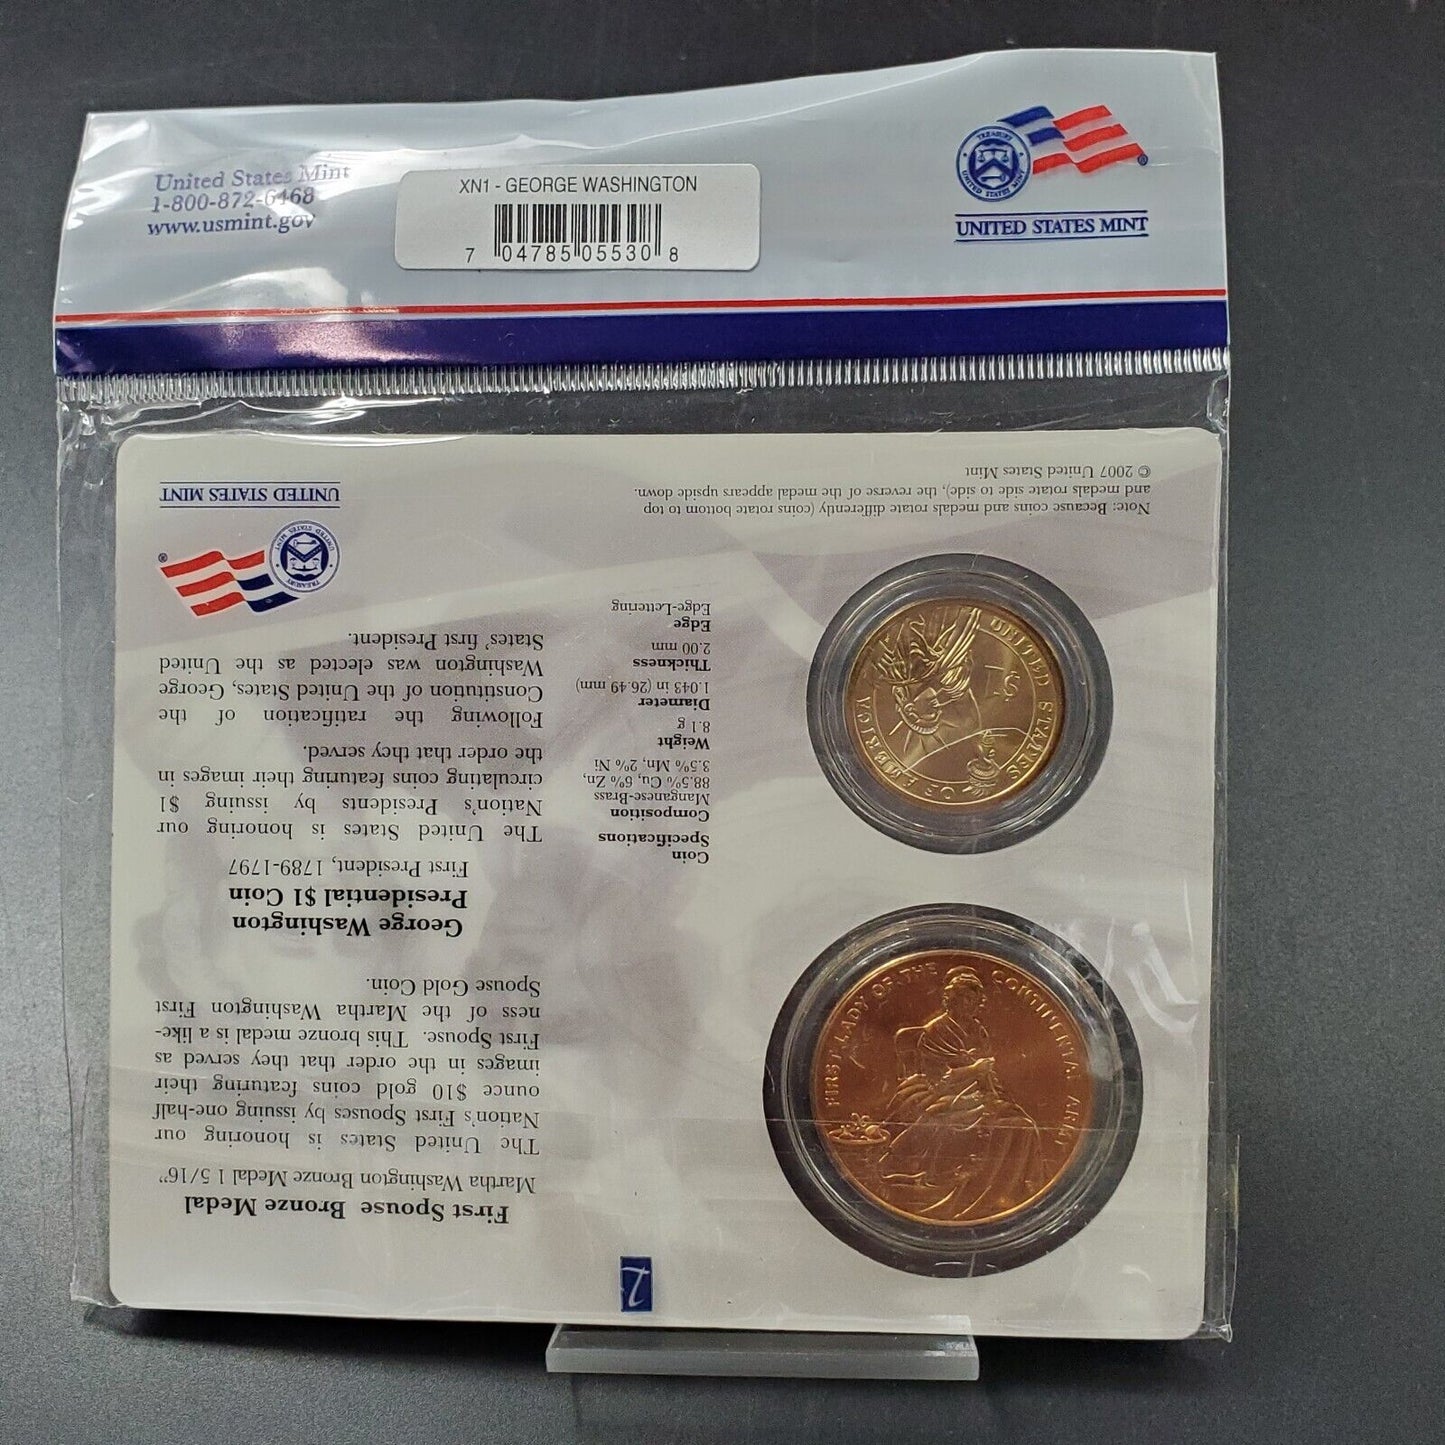 United States Mint
1-800-872-6468
www.usmint.gov
XN1 - GEORGE WASHINGTON
7 04785 05530 8
TREASURY
UNITED STATES MINT
®
UNITED STATES MINT
First Spouse Bronze Medal
Martha Washington Bronze Medal 1 5/16”
The United States is honoring our
Nation’s First Spouses by issuing one-half
ounce $10 gold coins featuring their
images in the order that they served as
First Spouse. This bronze medal is a like-
ness of the Martha Washington First
Spouse Gold Coin.
George Washington
Presidential $1 Coin
First President, 1789-1797
The United States is honoring our
Nation’s Presidents by issuing $1
circulating coins featuring their images in
the order that they served.
Following the ratification of the
Constitution of the United States, George
Washington was elected as the United
States’ first President.
TREASURY
UNITED STATES MINT
®
UNITED STATES MINT
Coin
Specifications
Composition
Manganese-Brass
88.5% Cu, 6% Zn,
3.5% Mn, 2% Ni
Weight
8.1 g
Diameter
1.043 in (26.49 mm)
Thickness
2.00 mm
Edge
Edge-Lettering
FIRST LADY OF THE CONTINENTAL ARMY
UNITED STATES OF AMERICA
$1
Note: Because coins and medals rotate differently (coins rotate bottom to top
and medals rotate side to side), the reverse of the medal appears upside down.
© 2007 United States Mint